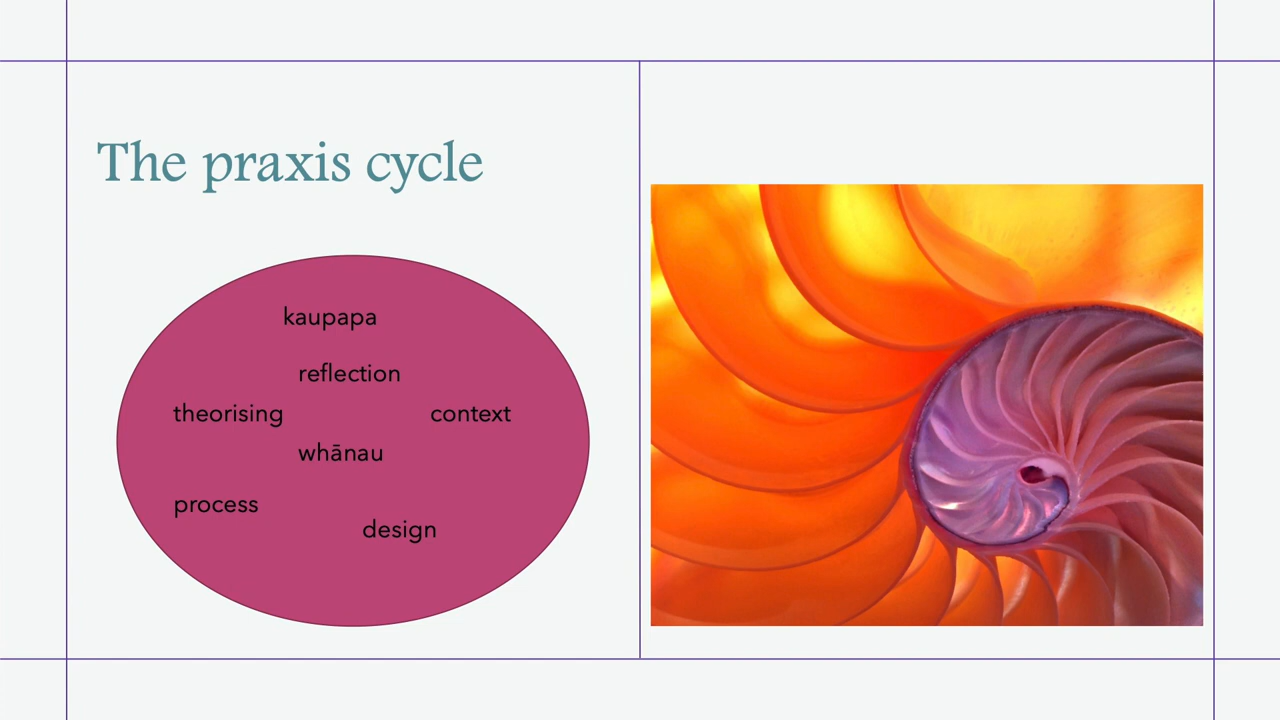 The praxis cycle
kaupapa
reflection
theorising
context
whānau
process
design